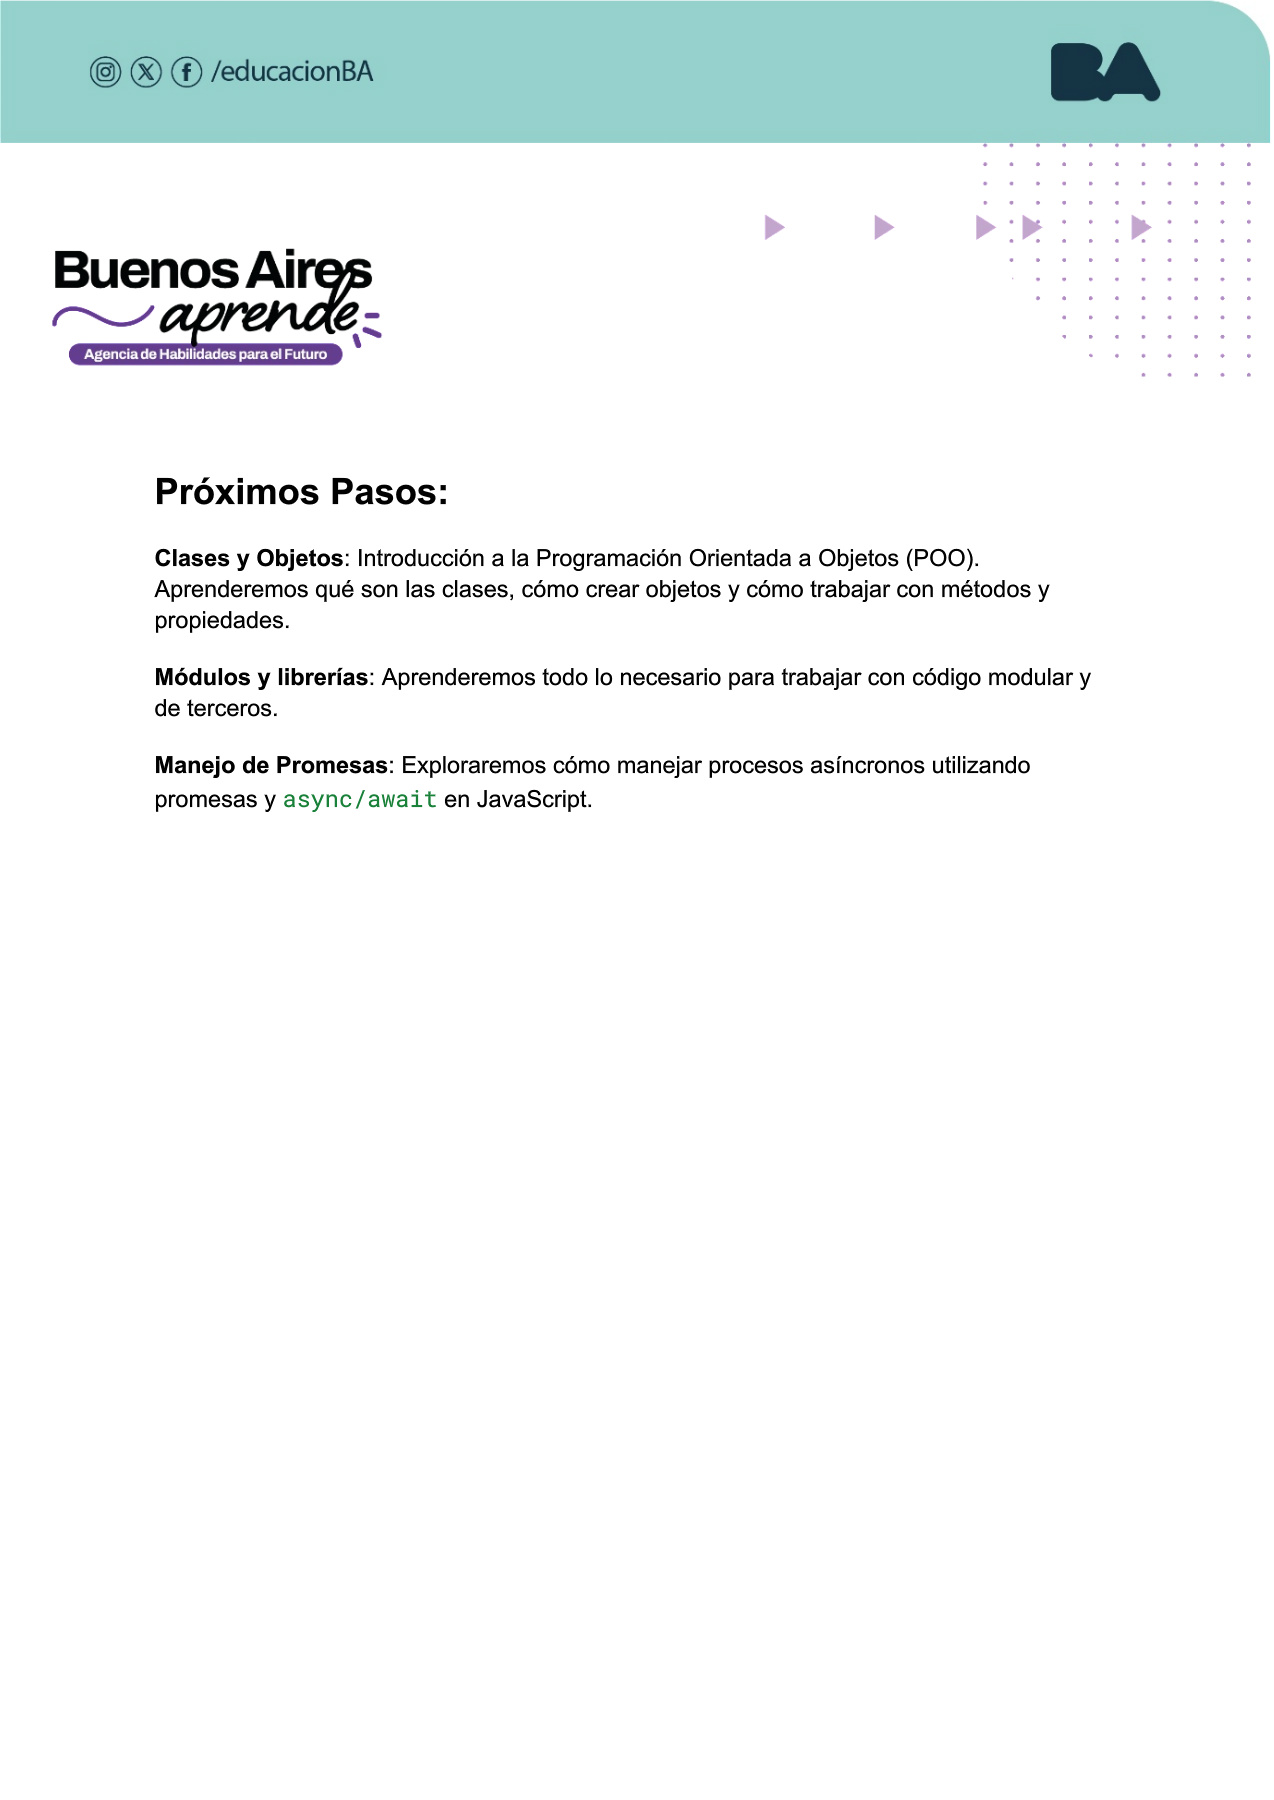 /educacionBA
BA
Buenos Aires
aprende
Agencia de Habilidades para el Futuro
Próximos Pasos:
Clases y Objetos: Introducción a la Programación Orientada a Objetos (POO).
Aprenderemos qué son las clases, cómo crear objetos y cómo trabajar con métodos y
propiedades.
Módulos y librerías: Aprenderemos todo lo necesario para trabajar con código modular y
de terceros.
Manejo de Promesas: Exploraremos cómo manejar procesos asíncronos utilizando
promesas y async/await en JavaScript.